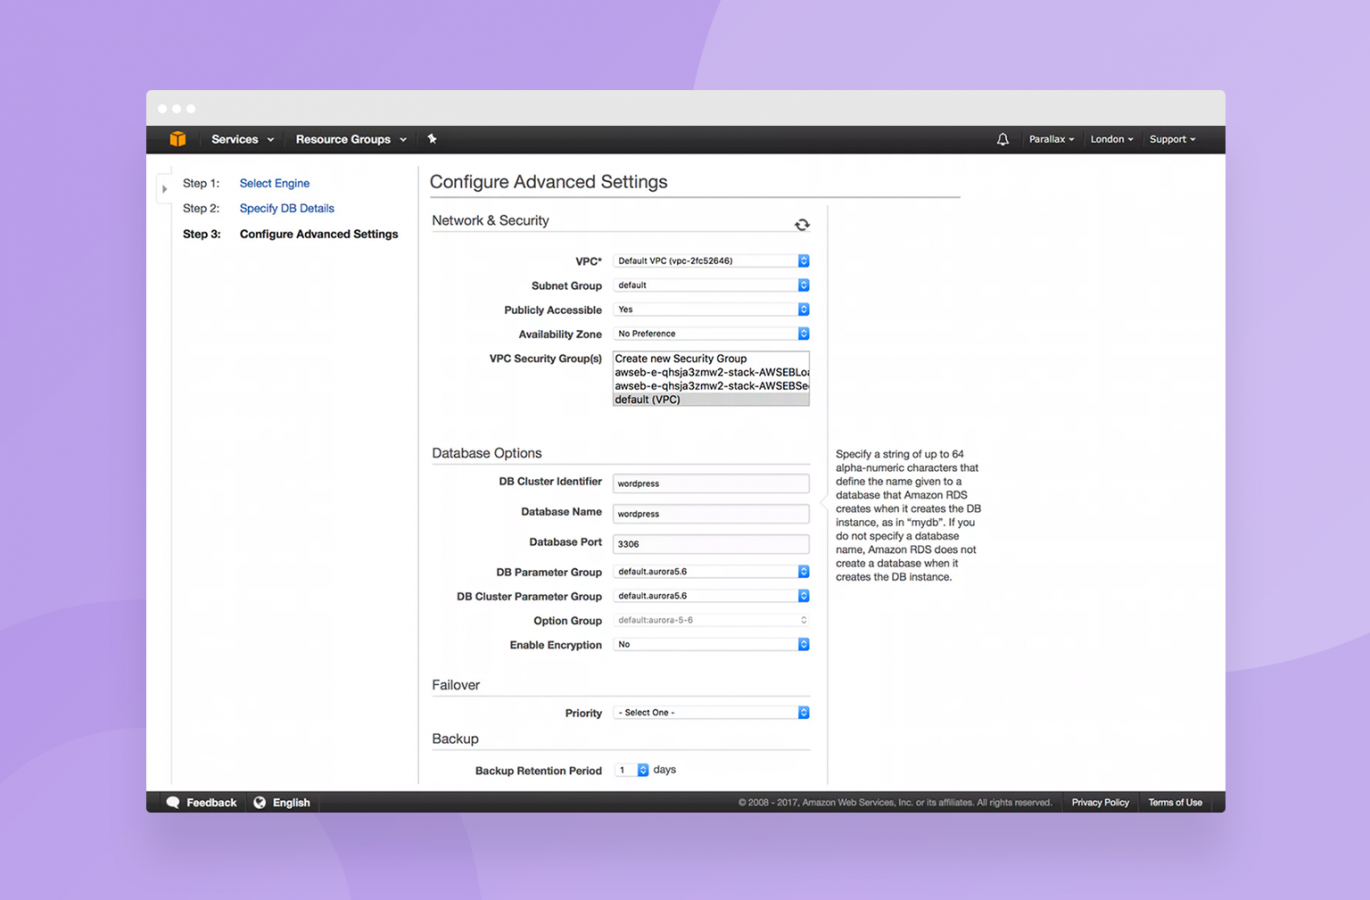 Services
Resource Groups
Parallax
London
Support
Step 1: Select Engine
Step 2: Specify DB Details
Step 3: Configure Advanced Settings
Configure Advanced Settings
Network & Security
VPC* Default VPC (vpc-2fc52646)
Subnet Group default
Publicly Accessible Yes
Availability Zone No Preference
VPC Security Group(s) Create new Security Group
awseb-e-qhsja3zmw2-stack-AWSEBLoa
awseb-e-qhsja3zmw2-stack-AWSEBSe
default (VPC)
Database Options
DB Cluster Identifier wordpress
Database Name wordpress
Database Port 3306
DB Parameter Group default.aurora5.6
DB Cluster Parameter Group default.aurora5.6
Option Group default:aurora-5-6
Enable Encryption No
Specify a string of up to 64
alpha-numeric characters that
define the name given to a
database that Amazon RDS
creates when it creates the DB
instance, as in "mydb". If you
do not specify a database
name, Amazon RDS does not
create a database when it
creates the DB instance.
Failover
Priority - Select One -
Backup
Backup Retention Period 1 days
Feedback
English
© 2008 - 2017, Amazon Web Services, Inc. or its affiliates. All rights reserved.
Privacy Policy
Terms of Use